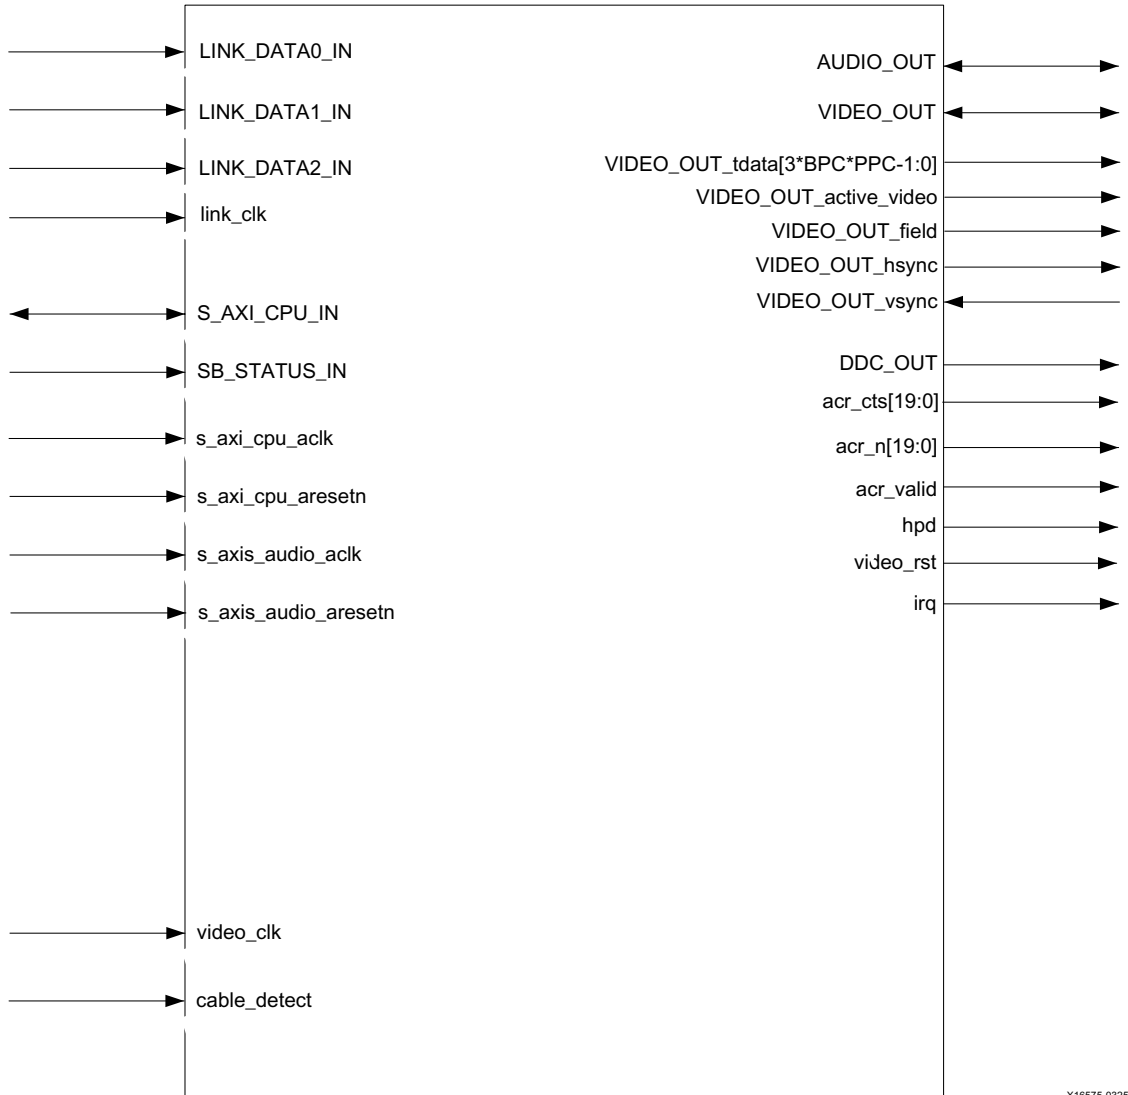 LINK_DATA0_IN
LINK_DATA1_IN
LINK_DATA2_IN
link_clk
S_AXI_CPU_IN
SB_STATUS_IN
s_axi_cpu_aclk
s_axi_cpu_aresetn
s_axis_audio_aclk
s_axis_audio_aresetn
video_clk
cable_detect
AUDIO_OUT
VIDEO_OUT
VIDEO_OUT_tdata[3*BPC*PPC-1:0]
VIDEO_OUT_active_video
VIDEO_OUT_field
VIDEO_OUT_hsync
VIDEO_OUT_vsync
DDC_OUT
acr_cts[19:0]
acr_n[19:0]
acr_valid
hpd
video_rst
irq